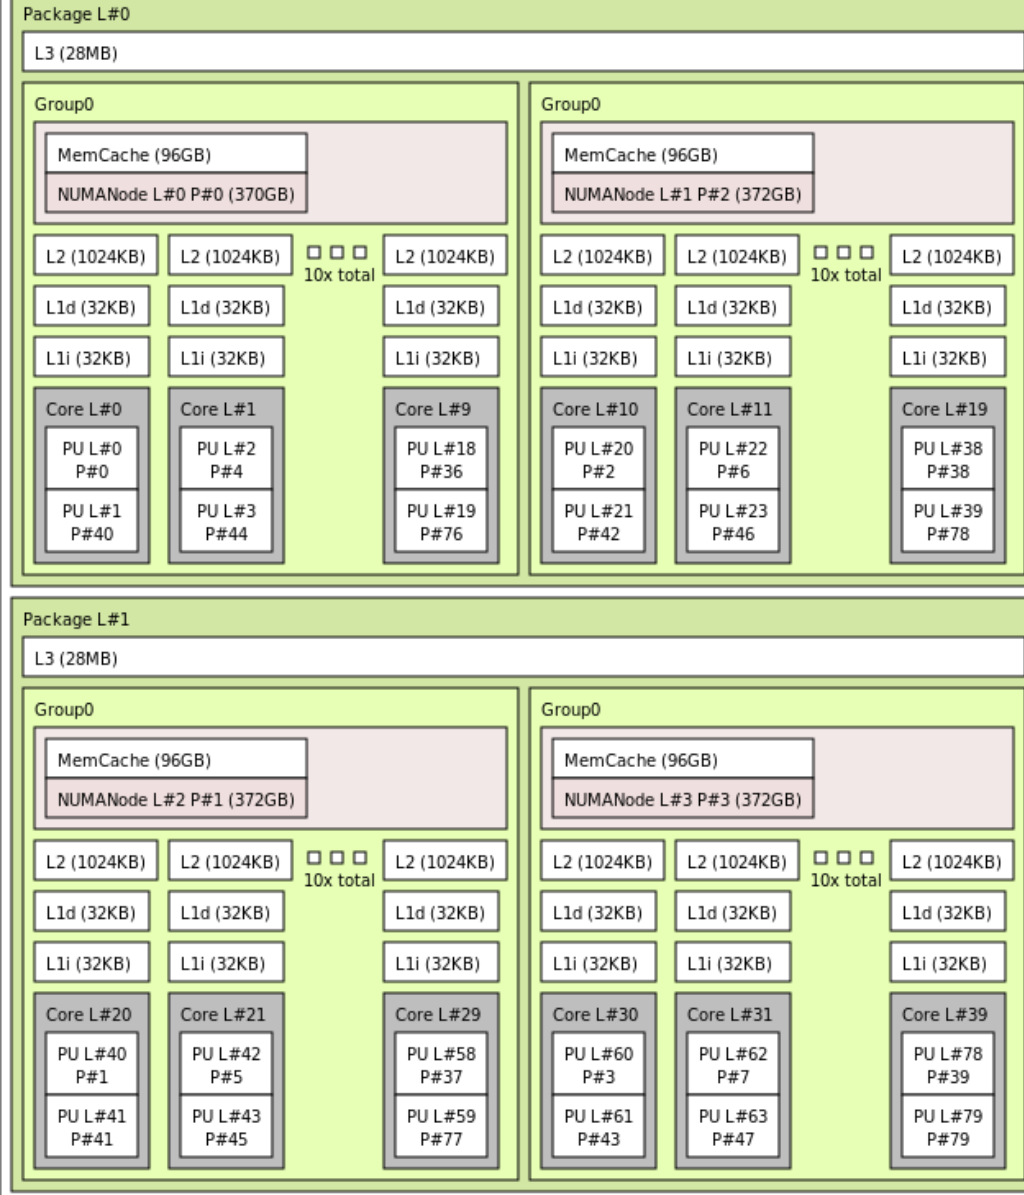 Package L#0
L3 (28MB)
Group0 Group0
MemCache (96GB) MemCache (96GB)
NUMANode L#0 P#0 (370GB) NUMANode L#1 P#2 (372GB)
L2 (1024KB) L2 (1024KB) L2 (1024KB) L2 (1024KB) L2 (1024KB) L2 (1024KB)
10x total 10x total
L1d (32KB) L1d (32KB) L1d (32KB) L1d (32KB) L1d (32KB) L1d (32KB)
L1i (32KB) L1i (32KB) L1i (32KB) L1i (32KB) L1i (32KB) L1i (32KB)
Core L#0 Core L#1 Core L#9 Core L#10 Core L#11 Core L#19
PU L#0 PU L#2 PU L#18 PU L#20 PU L#22 PU L#38
P#0 P#4 P#36 P#2 P#6 P#38
PU L#1 PU L#3 PU L#19 PU L#21 PU L#23 PU L#39
P#40 P#44 P#76 P#42 P#46 P#78
Package L#1
L3 (28MB)
Group0 Group0
MemCache (96GB) MemCache (96GB)
NUMANode L#2 P#1 (372GB) NUMANode L#3 P#3 (372GB)
L2 (1024KB) L2 (1024KB) L2 (1024KB) L2 (1024KB) L2 (1024KB) L2 (1024KB)
10x total 10x total
L1d (32KB) L1d (32KB) L1d (32KB) L1d (32KB) L1d (32KB) L1d (32KB)
L1i (32KB) L1i (32KB) L1i (32KB) L1i (32KB) L1i (32KB) L1i (32KB)
Core L#20 Core L#21 Core L#29 Core L#30 Core L#31 Core L#39
PU L#40 PU L#42 PU L#58 PU L#60 PU L#62 PU L#78
P#1 P#5 P#37 P#3 P#7 P#39
PU L#41 PU L#43 PU L#59 PU L#61 PU L#63 PU L#79
P#41 P#45 P#77 P#43 P#47 P#79